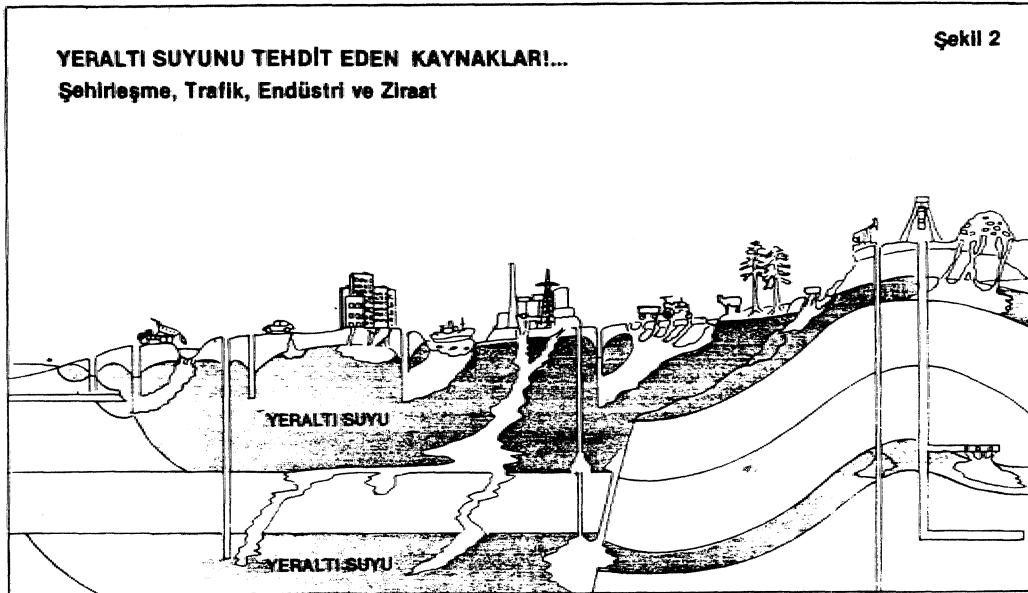 Şekil 2
YERALTI SUYUNU TEHDİT EDEN KAYNAKLAR!...
Şehirleşme, Trafik, Endüstri ve Ziraat
YERALTI SUYU
YERALTI SUYU